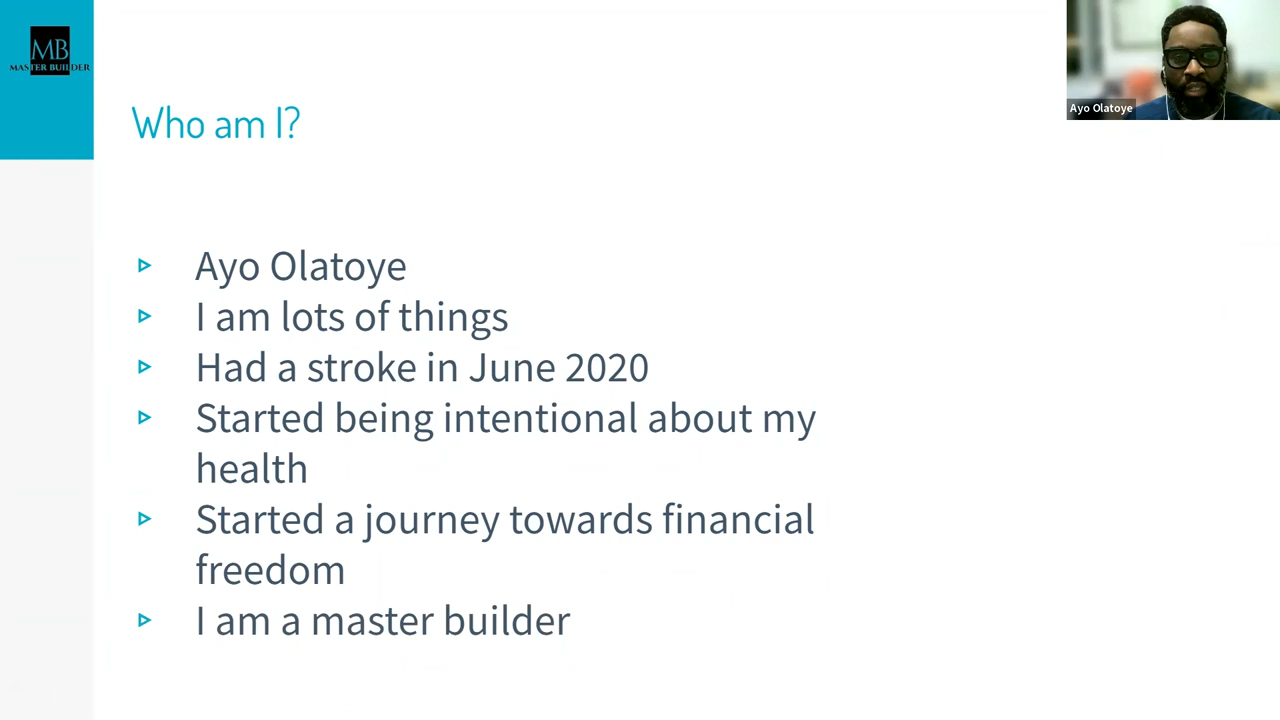 MB
MASTER BUILDER
Ayo Olatoye
Who am I?
Ayo Olatoye
I am lots of things
Had a stroke in June 2020
Started being intentional about my
health
Started a journey towards financial
freedom
I am a master builder